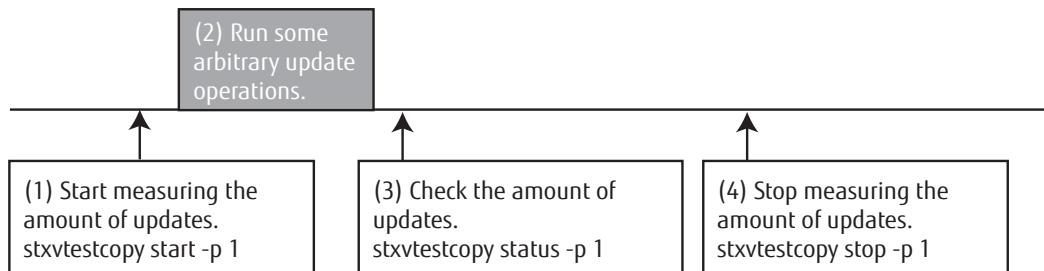 (2) Run some
arbitrary update
operations.
(1) Start measuring the
amount of updates.
stxvtestcopy start -p 1
(3) Check the amount of
updates.
stxvtestcopy status -p 1
(4) Stop measuring the
amount of updates.
stxvtestcopy stop -p 1